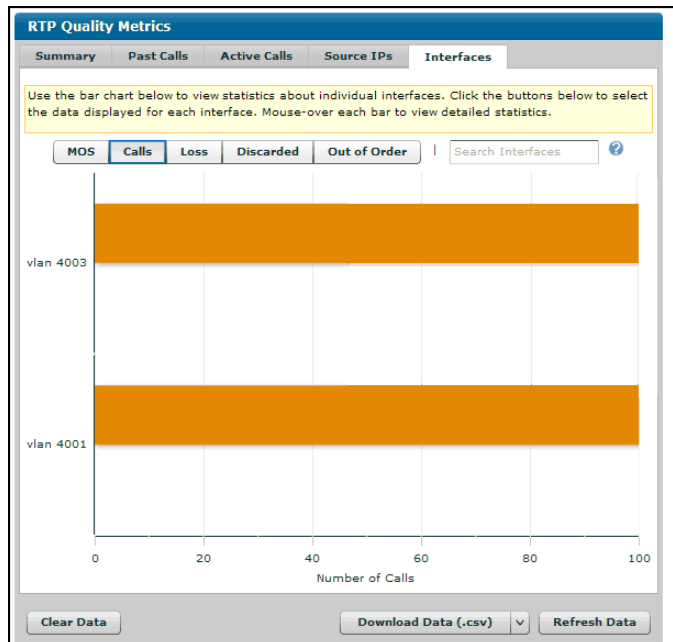 RTP Quality Metrics
Summary Past Calls Active Calls Source IPs Interfaces
Use the bar chart below to view statistics about individual interfaces. Click the buttons below to select
the data displayed for each interface. Mouse-over each bar to view detailed statistics.
MOS Calls Loss Discarded Out of Order | Search Interfaces ?
vlan 4003
vlan 4001
0 20 40 60 80 100
Number of Calls
Clear Data Download Data (.csv) Refresh Data